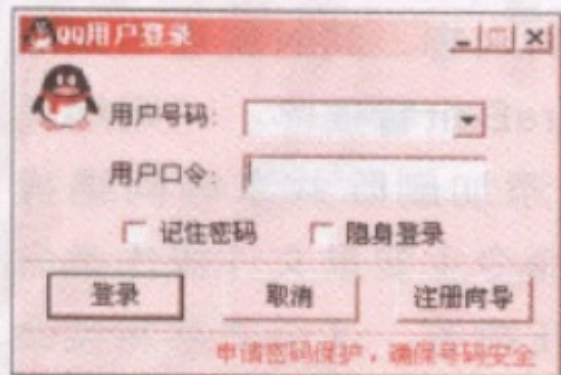 QQ用户登录
用户号码:
用户口令:
记住密码 隐身登录
登录 取消 注册向导
申请密码保护，确保号码安全